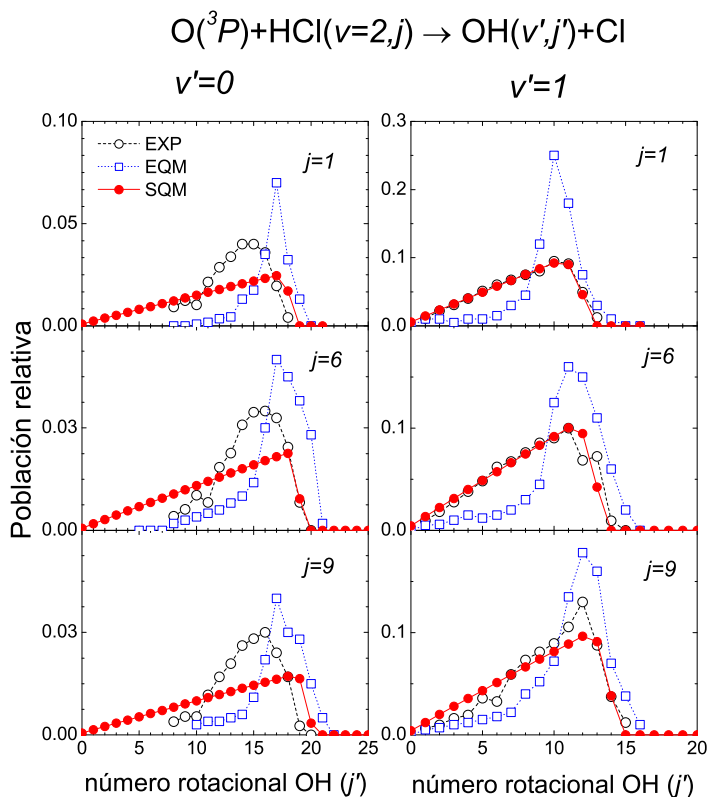 O(³P)+HCl(v=2,j) → OH(v',j')+Cl
v'=0
v'=1
Población relativa
0.10
0.05
0.00
EXP
EQM
SQM
j=1
0.3
0.2
0.1
0.0
j=1
0.03
0.00
j=6
0.1
0.0
j=6
0.03
0.00
j=9
0.1
0.0
j=9
0 5 10 15 20 25
0 5 10 15 20
número rotacional OH (j')
número rotacional OH (j')